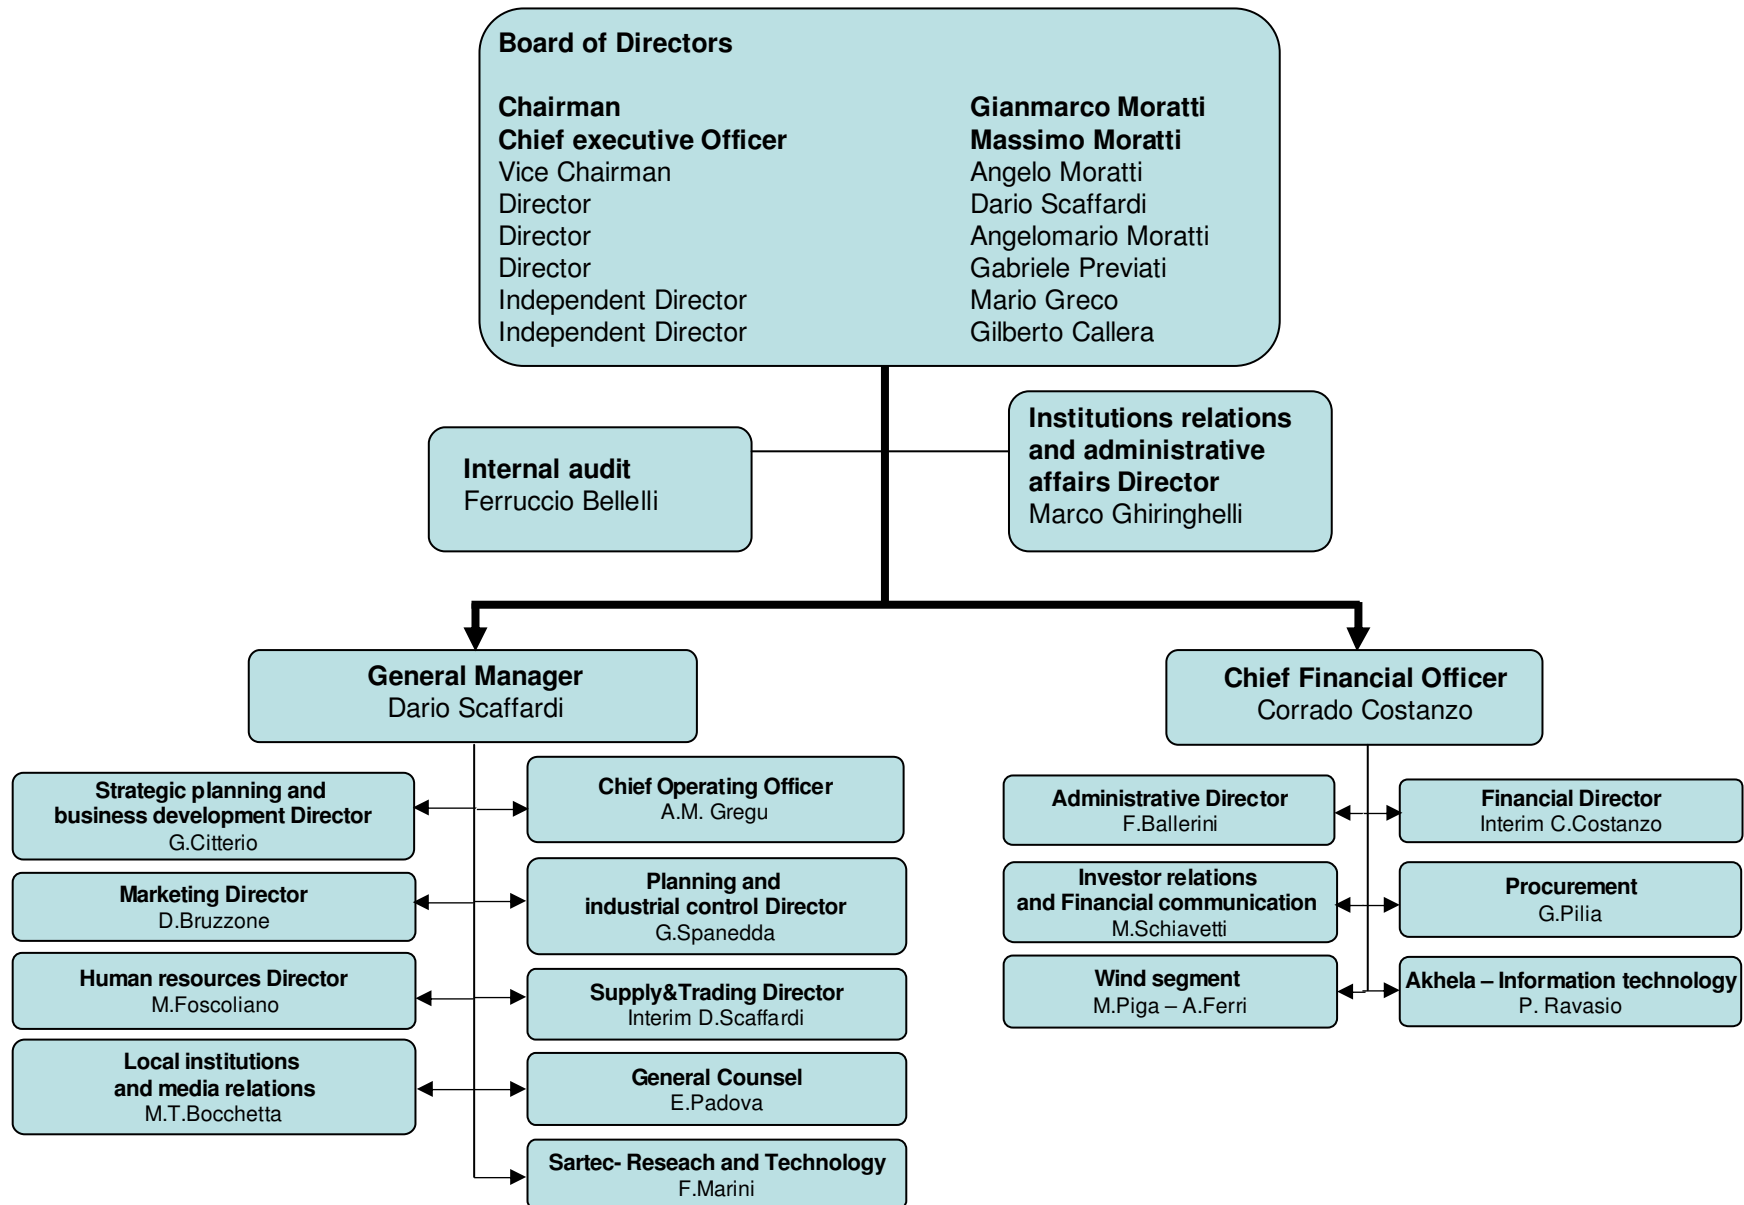 Board of Directors
Chairman Gianmarco Moratti
Chief executive Officer Massimo Moratti
Vice Chairman Angelo Moratti
Director Dario Scaffardi
Director Angelomario Moratti
Director Gabriele Previati
Independent Director Mario Greco
Independent Director Gilberto Callera
Internal audit
Ferruccio Bellelli
Institutions relations
and administrative
affairs Director
Marco Ghiringhelli
General Manager
Dario Scaffardi
Chief Financial Officer
Corrado Costanzo
Strategic planning and
business development Director
G.Citterio
Chief Operating Officer
A.M. Gregu
Marketing Director
D.Bruzzone
Planning and
industrial control Director
G.Spanedda
Human resources Director
M.Foscoliano
Supply&Trading Director
Interim D.Scaffardi
Local institutions
and media relations
M.T.Bocchetta
General Counsel
E.Padova
Sartec- Reseach and Technology
F.Marini
Administrative Director
F.Ballerini
Financial Director
Interim C.Costanzo
Investor relations
and Financial communication
M.Schiavetti
Procurement
G.Pilia
Wind segment
M.Piga – A.Ferri
Akhela – Information technology
P. Ravasio